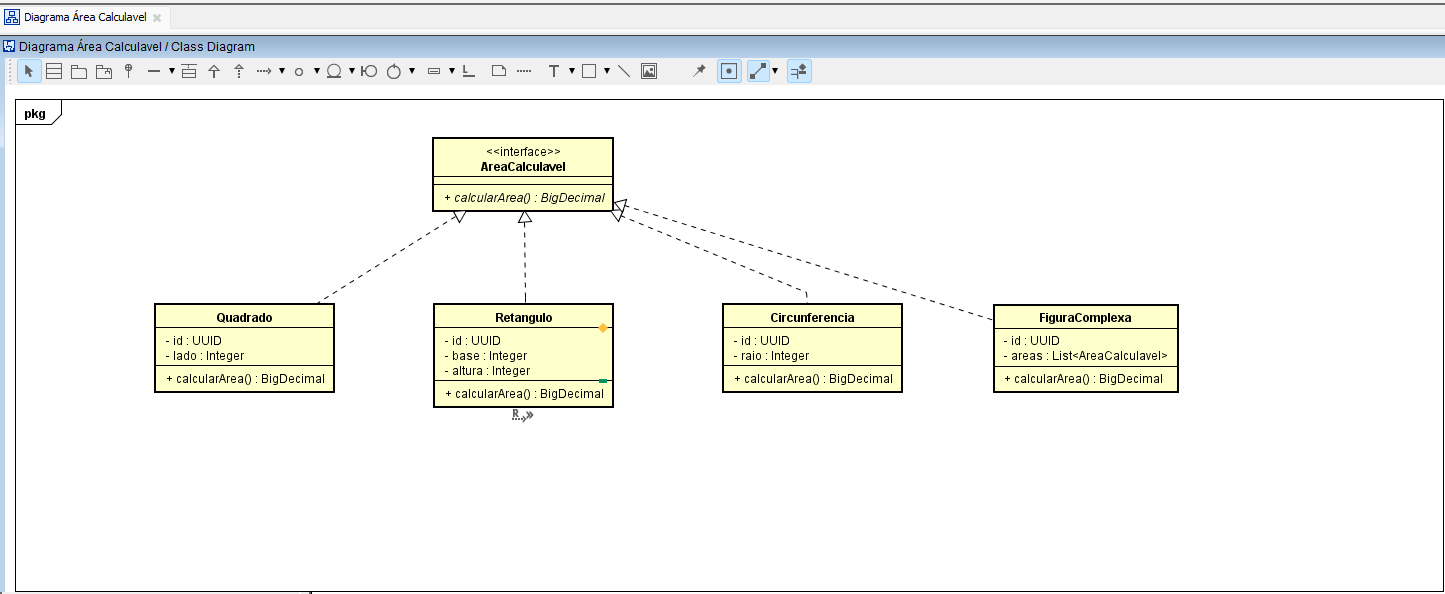 Diagrama Área Calculavel
Diagrama Área Calculavel / Class Diagram
pkg
<<interface>>
AreaCalculavel
+ calcularArea() : BigDecimal
Quadrado
- id : UUID
- lado : Integer
+ calcularArea() : BigDecimal
Retangulo
- id : UUID
- base : Integer
- altura : Integer
+ calcularArea() : BigDecimal
R
Circunferencia
- id : UUID
- raio : Integer
+ calcularArea() : BigDecimal
FiguraComplexa
- id : UUID
- areas : List<AreaCalculavel>
+ calcularArea() : BigDecimal